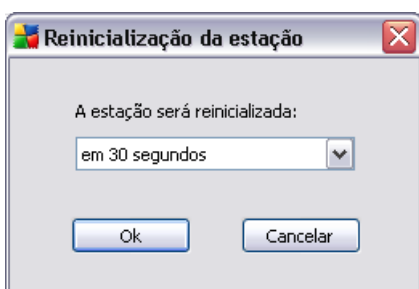 Reinicialização da estação
A estação será reinicializada:
em 30 segundos
Ok
Cancelar